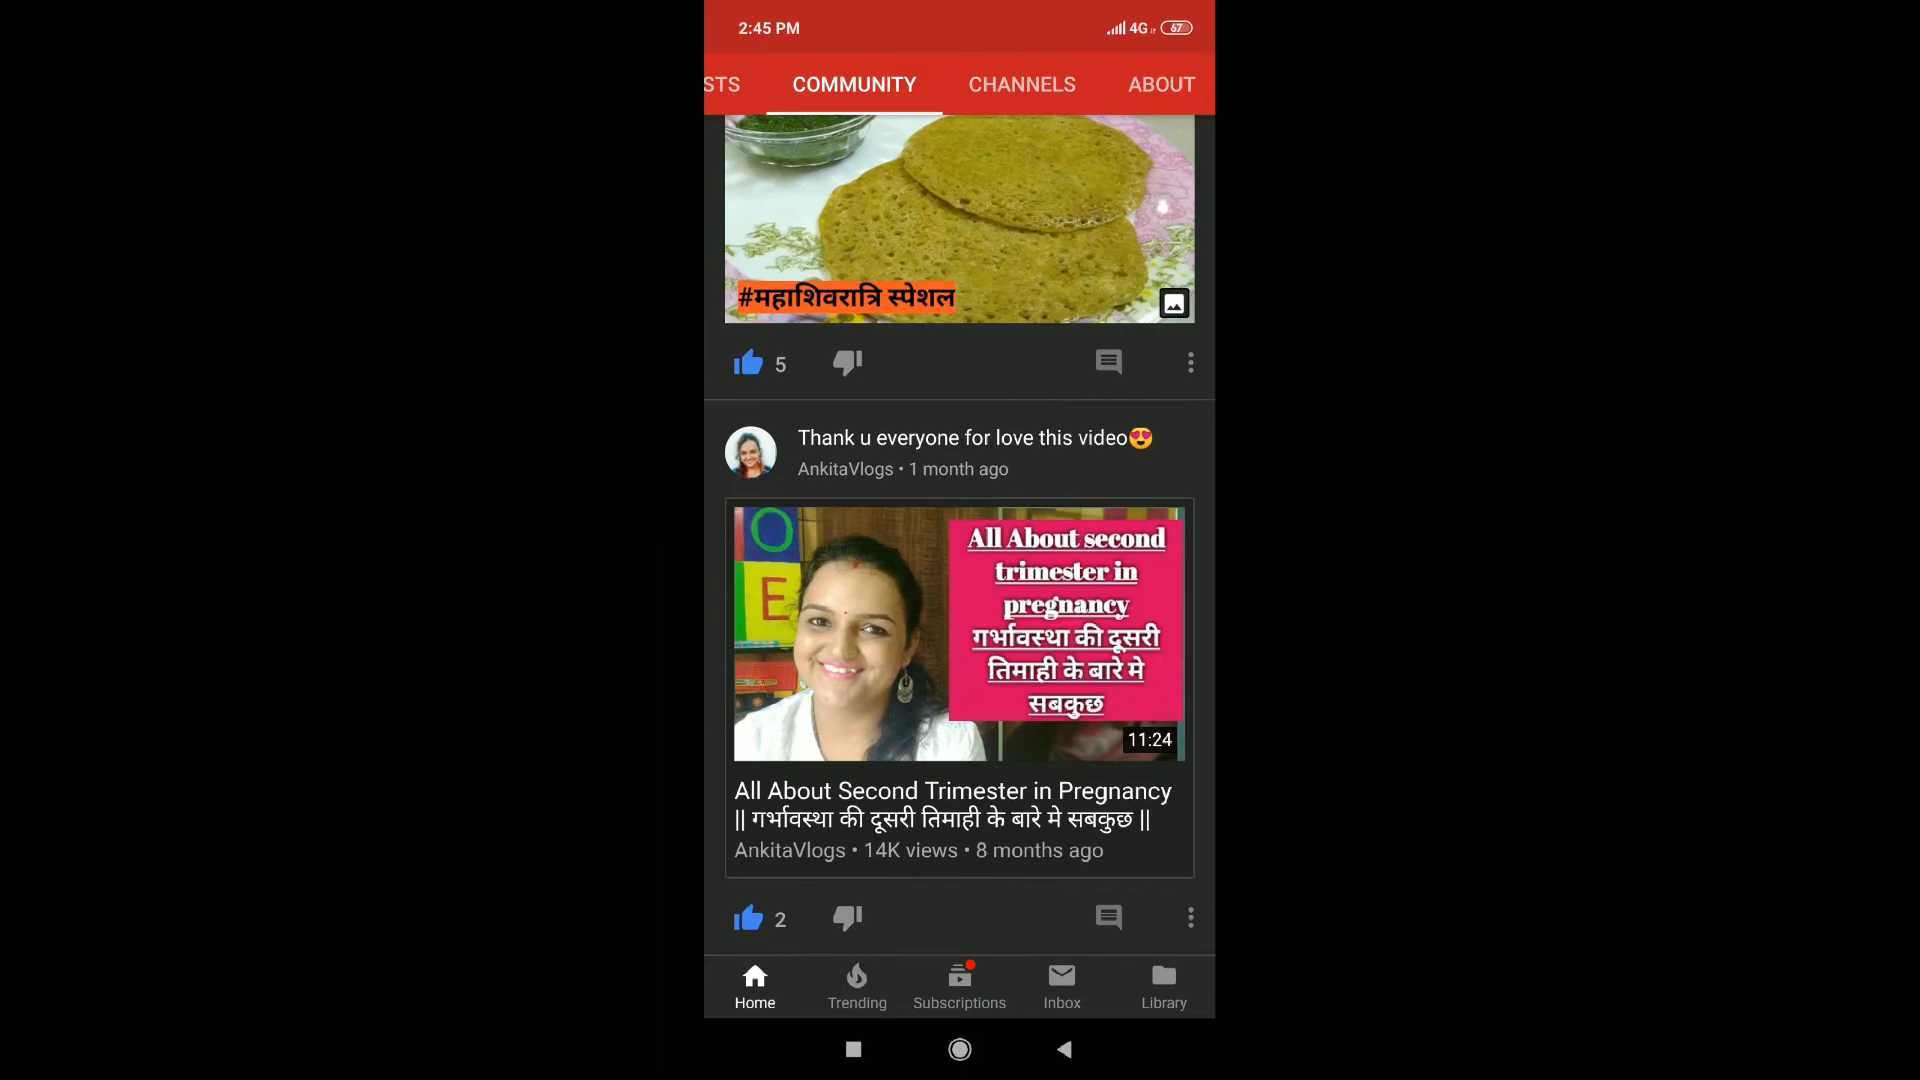 2:45 PM 4G 67
STS COMMUNITY CHANNELS ABOUT
#महाशिवरात्रि स्पेशल
5
Thank u everyone for love this video😍
AnkitaVlogs • 1 month ago
O
E
All About second
trimester in
pregnancy
गर्भावस्था की दूसरी
तिमाही के बारे मे
सबकुछ
11:24
All About Second Trimester in Pregnancy
|| गर्भावस्था की दूसरी तिमाही के बारे मे सबकुछ ||
AnkitaVlogs • 14K views • 8 months ago
2
Home Trending Subscriptions Inbox Library